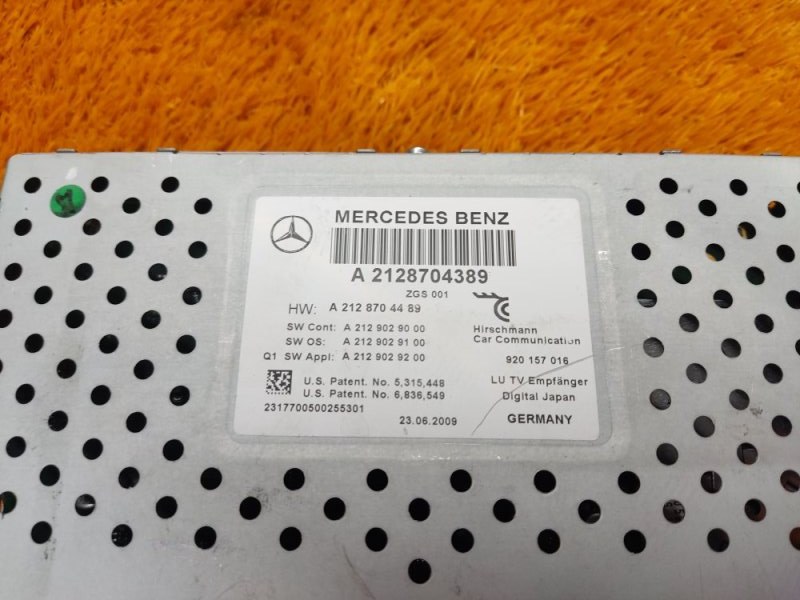 MERCEDES BENZ
A 2128704389
ZGS 001
HW: A 212 870 44 89
SW Cont: A 212 902 90 00
SW OS: A 212 902 91 00
Q1 SW Appl: A 212 902 92 00
Hirschmann
Car Communication
920 157 016
U.S. Patent. No. 5,315,448
U.S. Patent. No. 6,836,549
2317700500255301
23.06.2009
LU TV Empfänger
Digital Japan
GERMANY